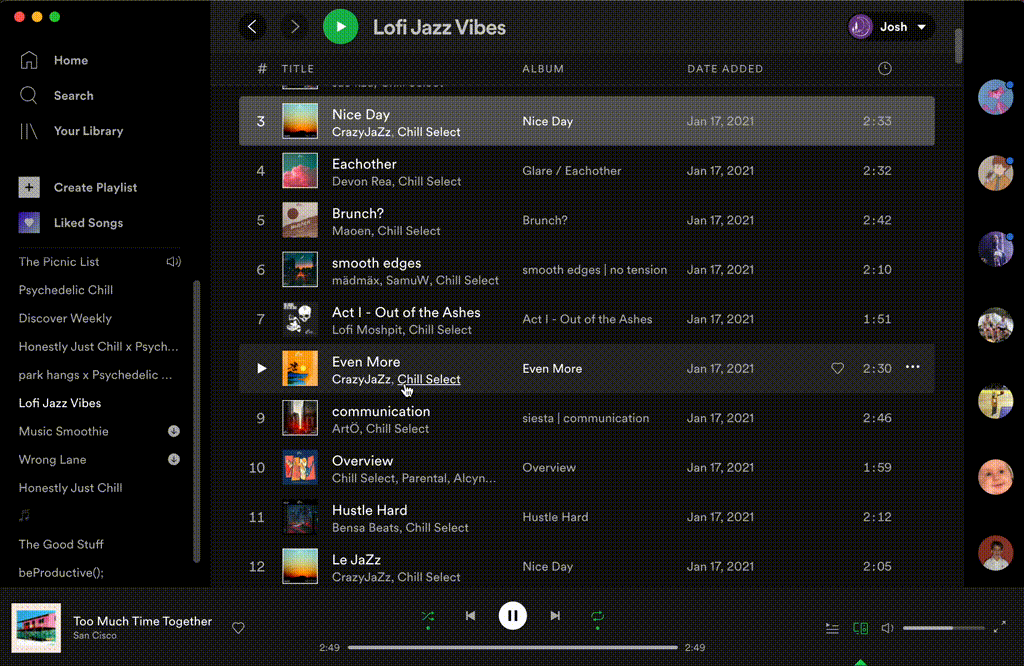 Lofi Jazz Vibes
Josh
Home
Search
Your Library
Create Playlist
Liked Songs
The Picnic List
Psychedelic Chill
Discover Weekly
Honestly Just Chill x Psych...
park hangs x Psychedelic ...
Lofi Jazz Vibes
Music Smoothie
Wrong Lane
Honestly Just Chill
The Good Stuff
beProductive();
# TITLE ALBUM DATE ADDED
3 Nice Day Nice Day Jan 17, 2021 2:33
CrazyJaZz, Chill Select
4 Eachother Glare / Eachother Jan 17, 2021 2:32
Devon Rea, Chill Select
5 Brunch? Brunch? Jan 17, 2021 2:42
Maoen, Chill Select
6 smooth edges smooth edges | no tension Jan 17, 2021 2:10
mädmäx, SamuW, Chill Select
7 Act I - Out of the Ashes Act I - Out of the Ashes Jan 17, 2021 1:51
Lofi Moshpit, Chill Select
Even More Even More Jan 17, 2021 2:30
CrazyJaZz, Chill Select
9 communication siesta | communication Jan 17, 2021 2:46
ArtÖ, Chill Select
10 Overview Overview Jan 17, 2021 1:59
Chill Select, Parental, Alcyn...
11 Hustle Hard Hustle Hard Jan 17, 2021 2:12
Bensa Beats, Chill Select
12 Le JaZz Nice Day Jan 17, 2021 2:05
CrazyJaZz, Chill Select
Too Much Time Together
San Cisco
2:49 2:49